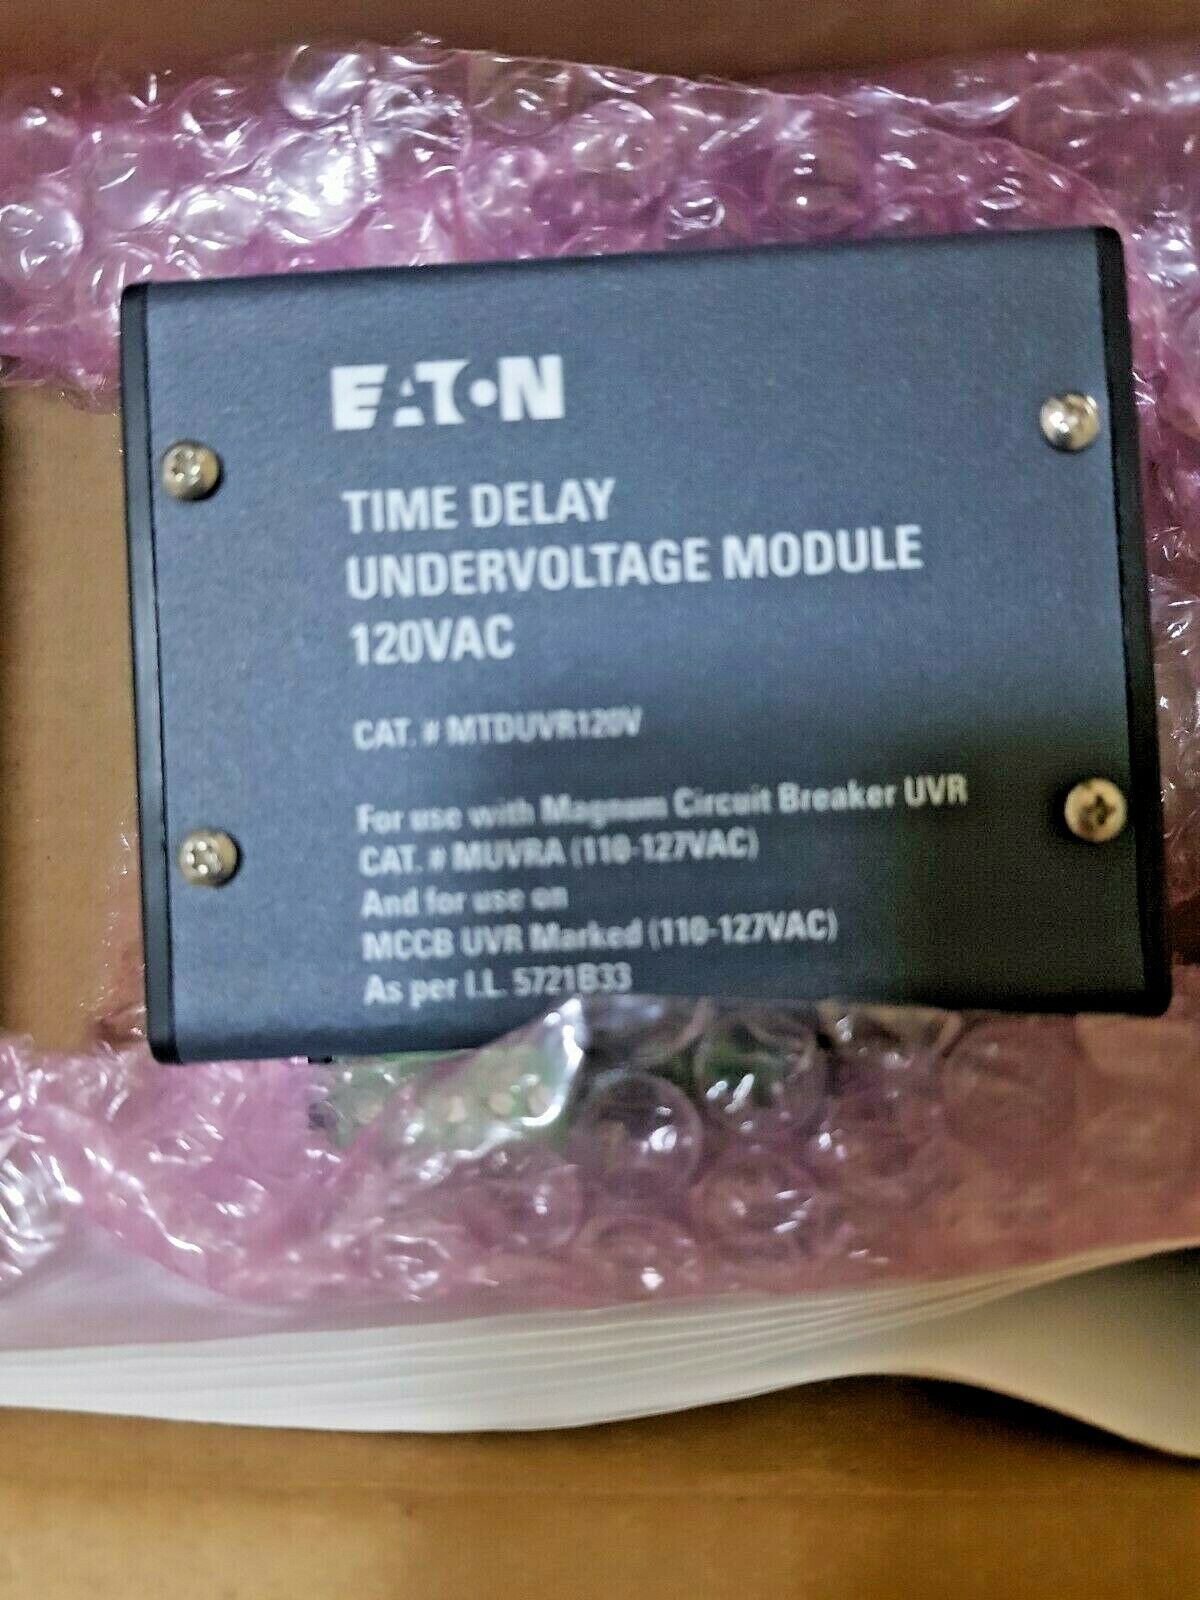 EATON
TIME DELAY
UNDERVOLTAGE MODULE
120VAC
CAT. # MTDUVR120V
For use with Magnum Circuit Breaker UVR
CAT. # MUVRA (110-127VAC)
And for use on
MCCB UVR Marked (110-127VAC)
As per I.L. 5721B33